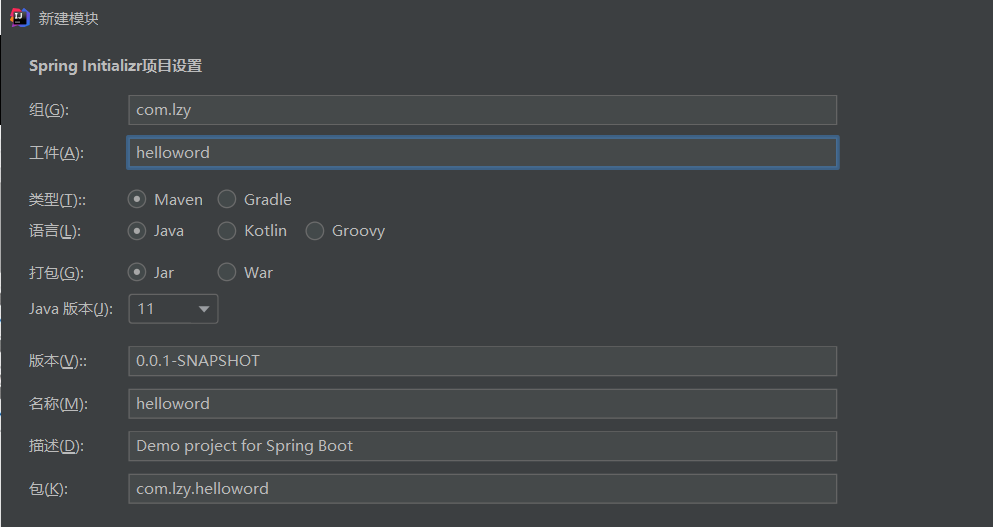 新建模块
Spring Initializr项目设置
组(G): com.lzy
工件(A): helloword
类型(T):: Maven Gradle
语言(L): Java Kotlin Groovy
打包(G): Jar War
Java 版本(J): 11
版本(V):: 0.0.1-SNAPSHOT
名称(M): helloword
描述(D): Demo project for Spring Boot
包(K): com.lzy.helloword